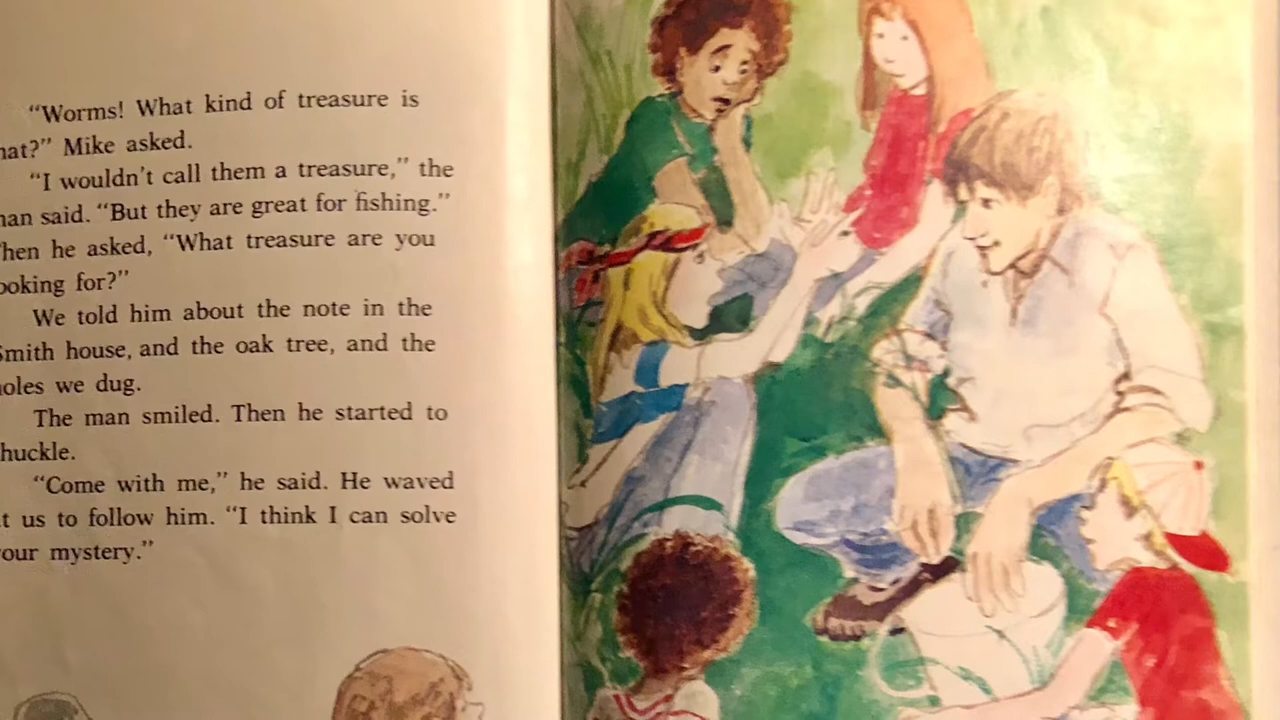 "Worms! What kind of treasure is
hat?" Mike asked.
"I wouldn't call them a treasure," the
nan said. "But they are great for fishing."
hen he asked, "What treasure are you
ooking for?"
We told him about the note in the
Smith house, and the oak tree, and the
holes we dug.
The man smiled. Then he started to
huckle.
"Come with me," he said. He waved
t us to follow him. "I think I can solve
our mystery."